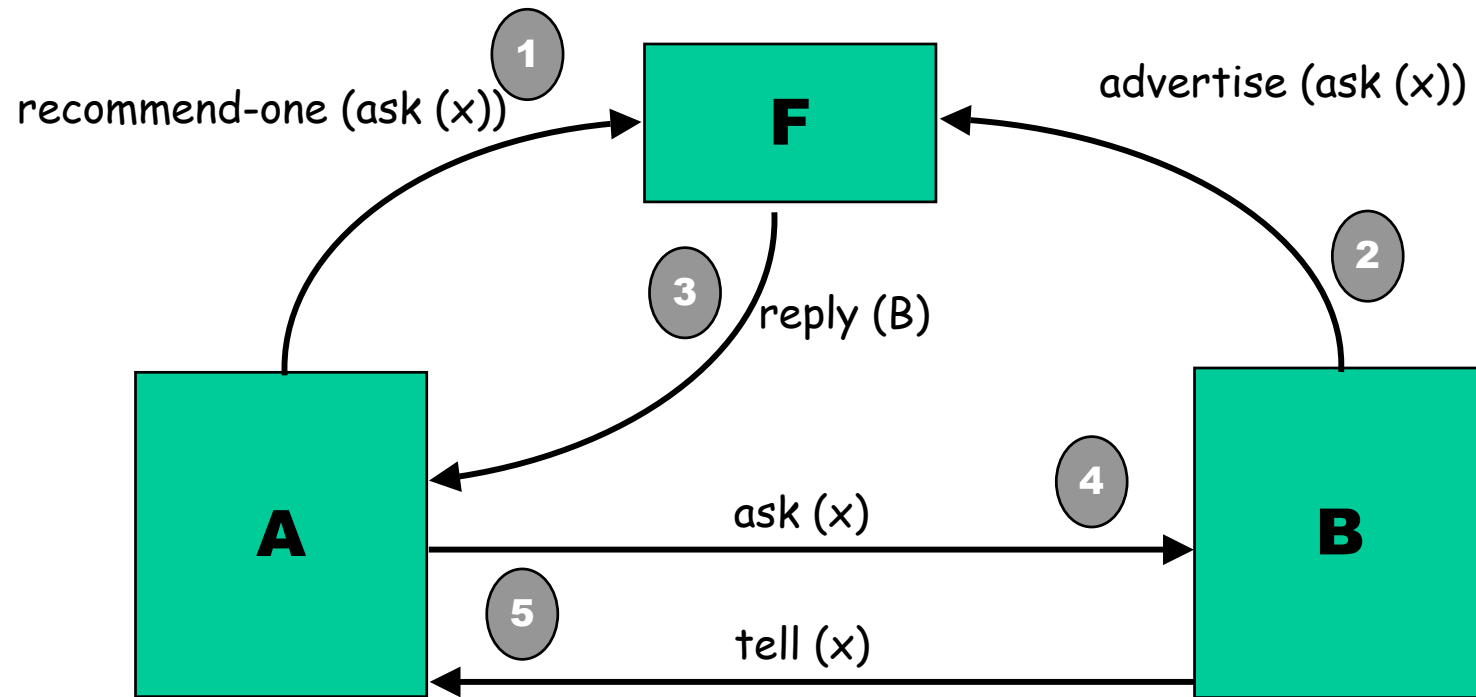 1
recommend-one (ask (x))
F
advertise (ask (x))
2
3
reply (B)
A
ask (x)
4
B
5
tell (x)